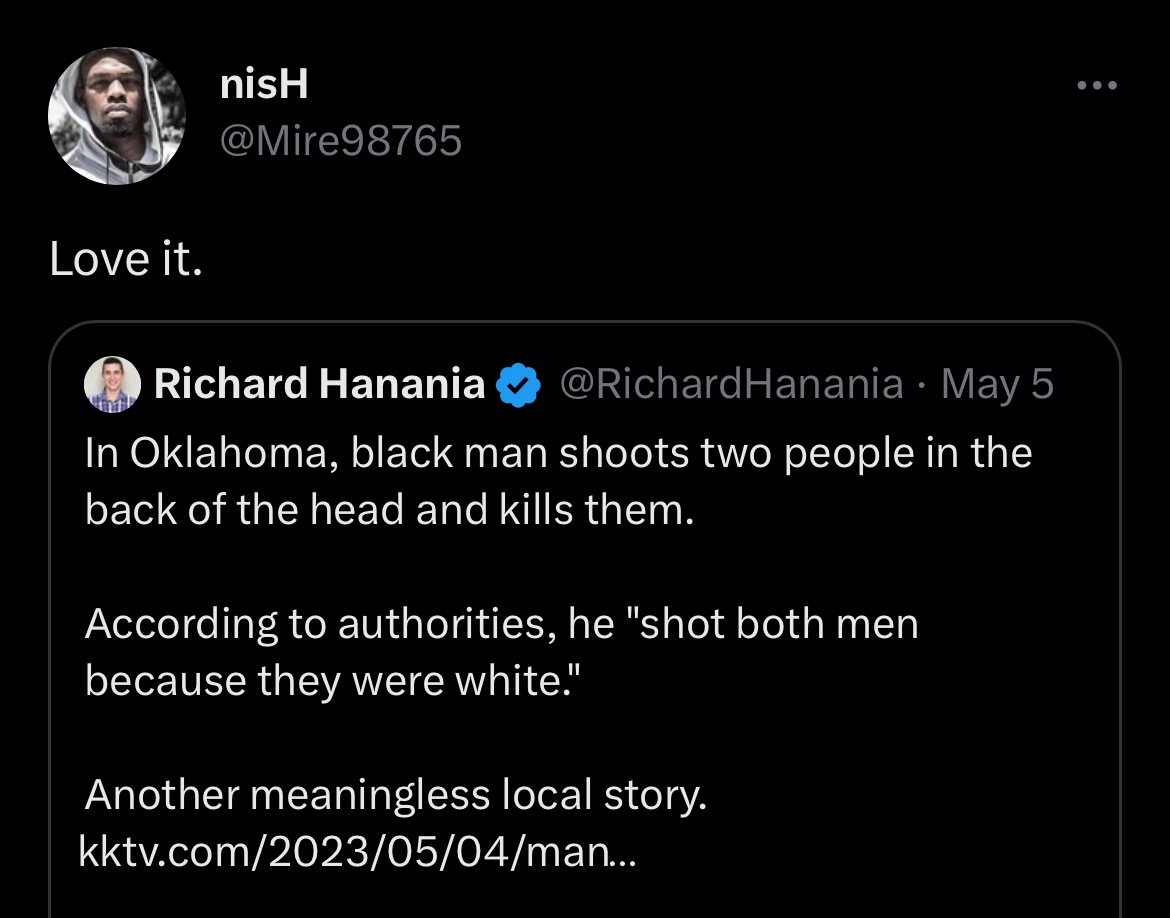 nisH
@Mire98765
Love it.
Richard Hanania @RichardHanania · May 5
In Oklahoma, black man shoots two people in the
back of the head and kills them.
According to authorities, he "shot both men
because they were white."
Another meaningless local story.
kktv.com/2023/05/04/man...